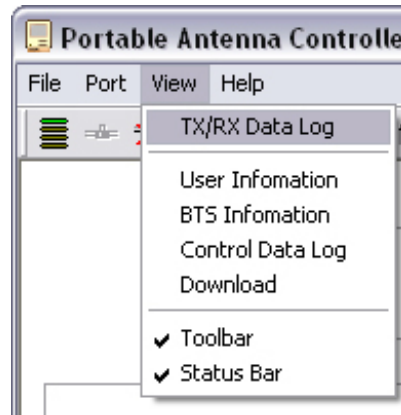 Portable Antenna Controlle
File Port View Help
TX/RX Data Log
User Infomation
BTS Infomation
Control Data Log
Download
Toolbar
Status Bar